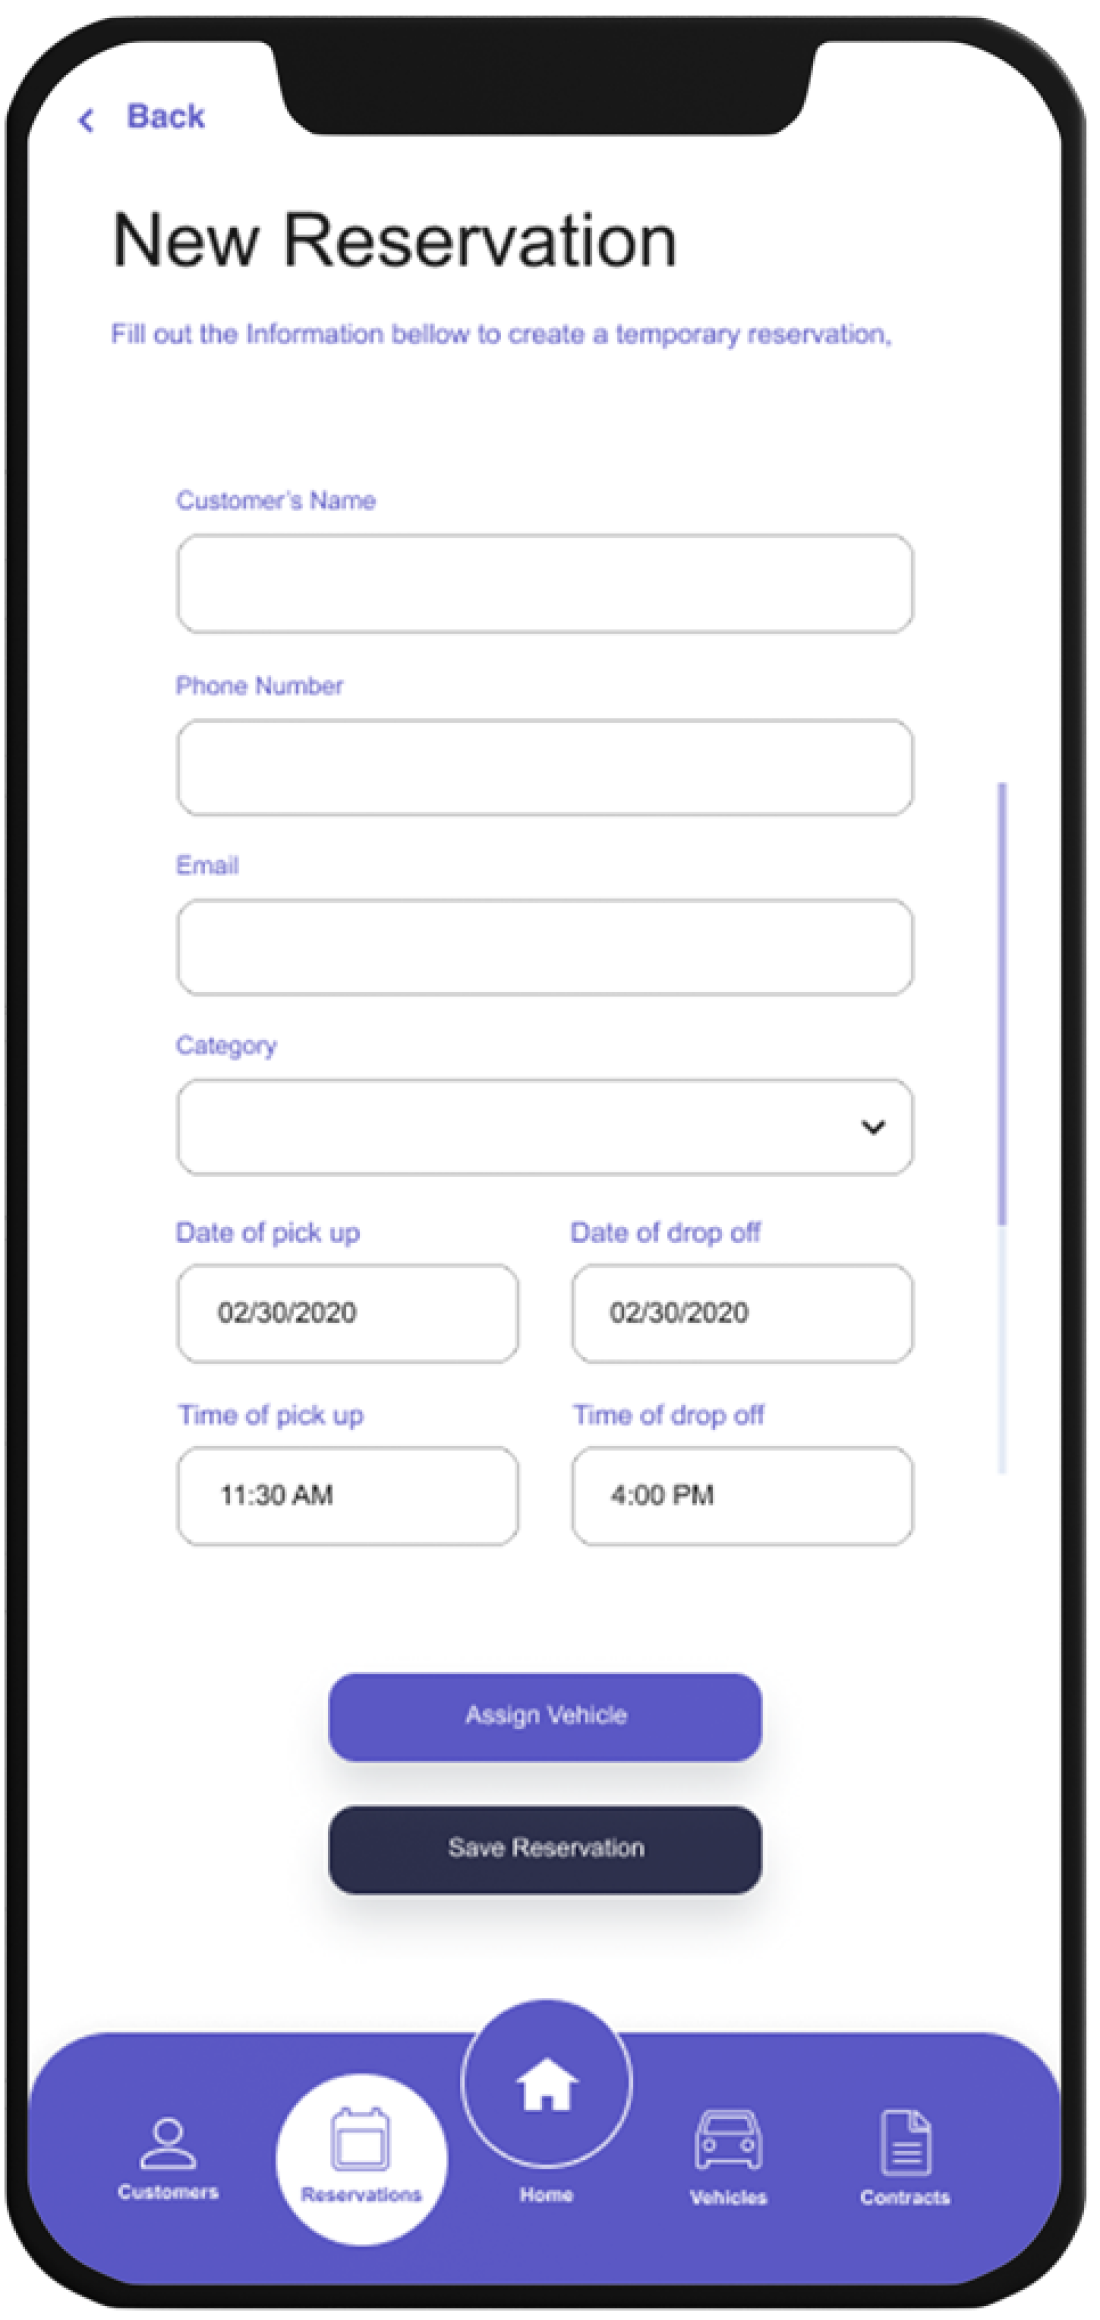 Back
New Reservation
Fill out the Information bellow to create a temporary reservation,
Customer's Name
Phone Number
Email
Category
Date of pick up Date of drop off
02/30/2020 02/30/2020
Time of pick up Time of drop off
11:30 AM 4:00 PM
Assign Vehicle
Save Reservation
Customers Reservations Home Vehicles Contracts